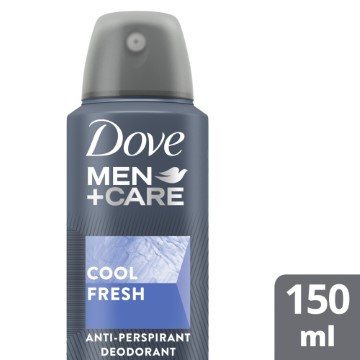 Dove
MEN
+CARE
COOL
FRESH
ANTI-PERSPIRANT
DEODORANT
150
ml